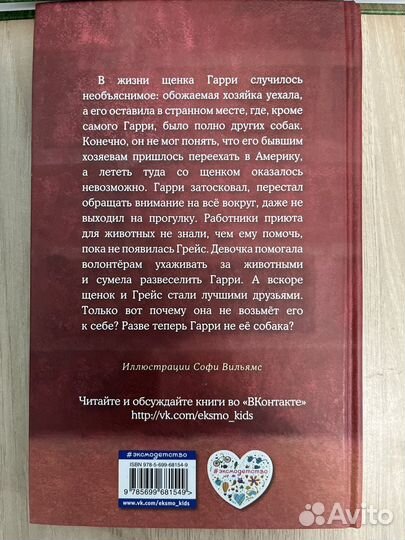 В жизни щенка Гарри случилось
необъяснимое: обожаемая хозяйка уехала,
а его оставила в странном месте, где, кроме
самого Гарри, было полно других собак.
Конечно, он не мог понять, что его бывшим
хозяевам пришлось переехать в Америку,
а лететь туда со щенком оказалось
невозможно. Гарри затосковал, перестал
обращать внимание на всё вокруг, даже не
выходил на прогулку. Работники приюта
для животных не знали, чем ему помочь,
пока не появилась Грейс. Девочка помогала
волонтёрам ухаживать за животными
и сумела развеселить Гарри. А вскоре
щенок и Грейс стали лучшими друзьями.
Только вот почему она не возьмёт его
к себе? Разве теперь Гарри не её собака?
Иллюстрации Софи Вильямс
Читайте и обсуждайте книги во «ВКонтакте»
http://vk.com/eksmo_kids
#эксмодетство
ISBN 978-5-699-68154-9
9 785699 681549 >
www.vk.com/eksmo_kids
#эксмодетство
Avito